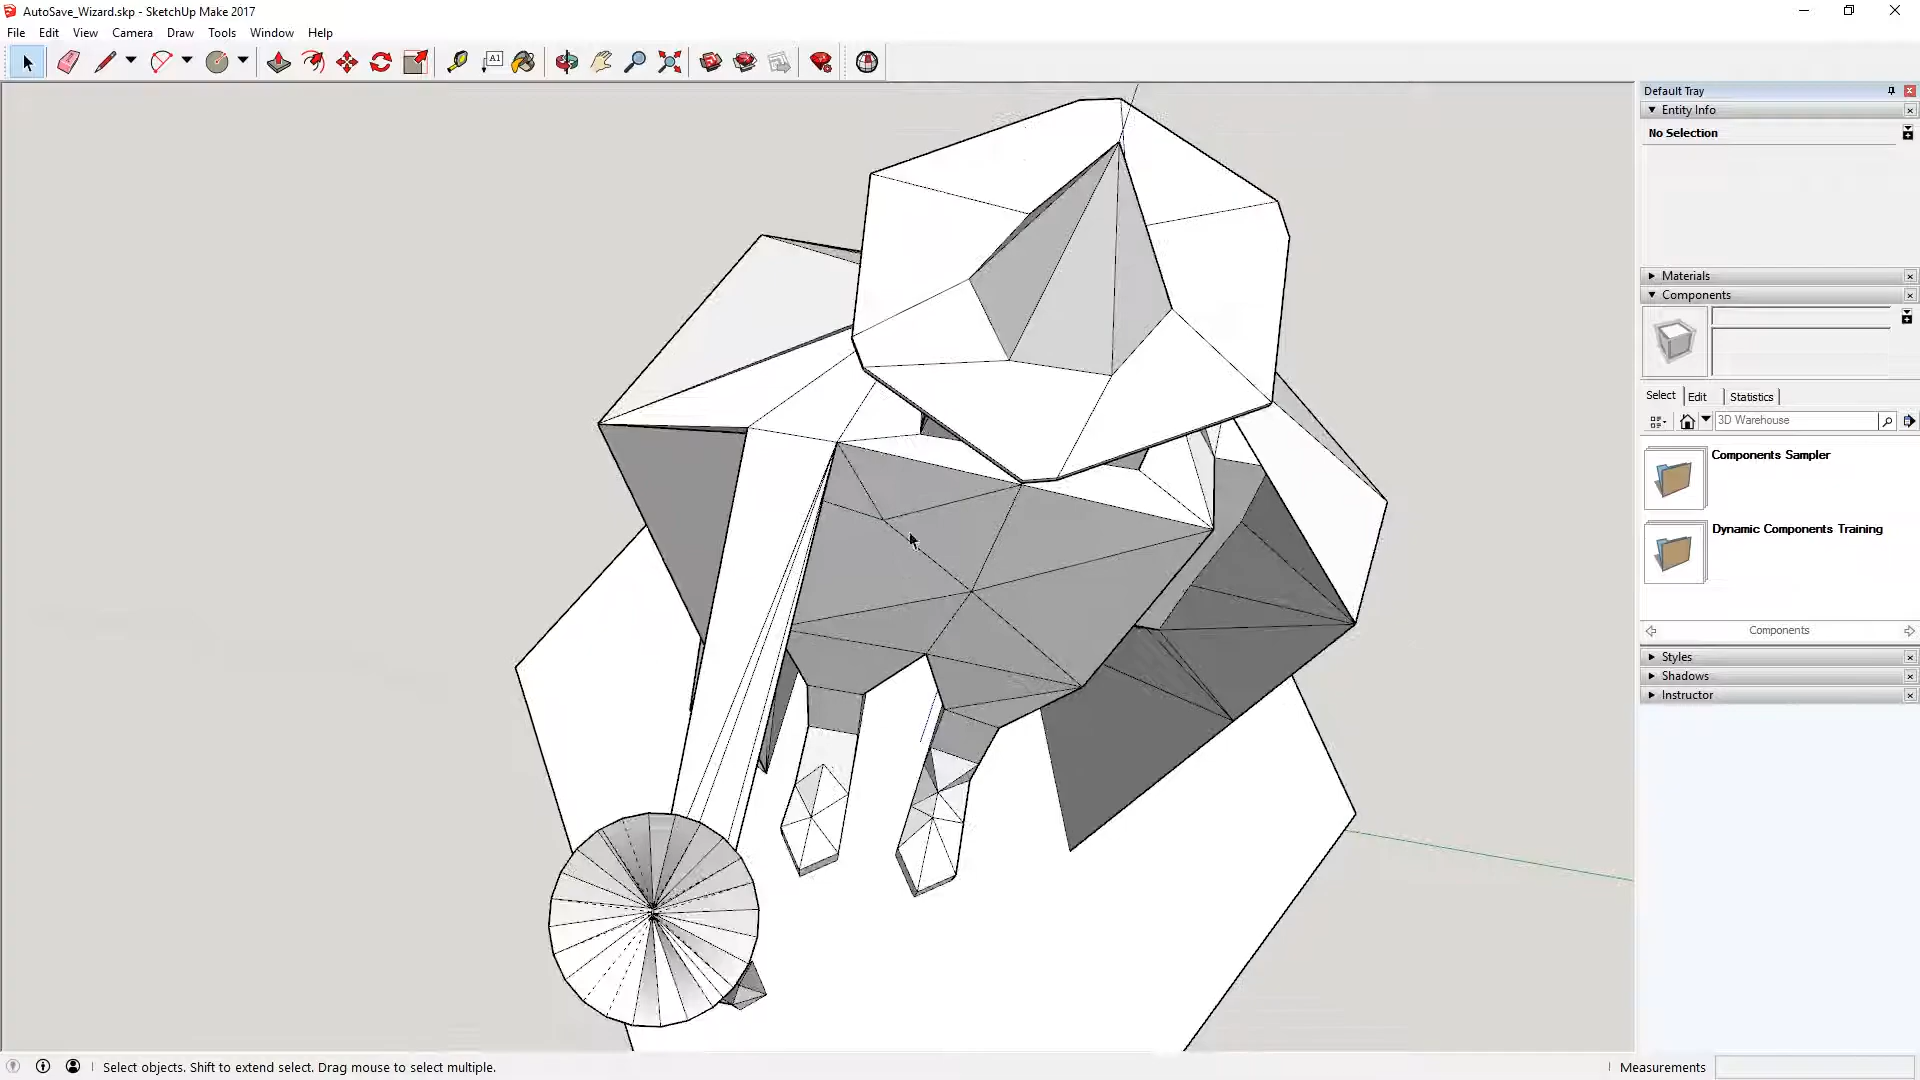 AutoSave_Wizard.skp - SketchUp Make 2017
File Edit View Camera Draw Tools Window Help
A1
Default Tray
Entity Info
No Selection
Materials
Components
Select Edit Statistics
3D Warehouse
Components Sampler
Dynamic Components Training
Components
Styles
Shadows
Instructor
Select objects. Shift to extend select. Drag mouse to select multiple.
Measurements